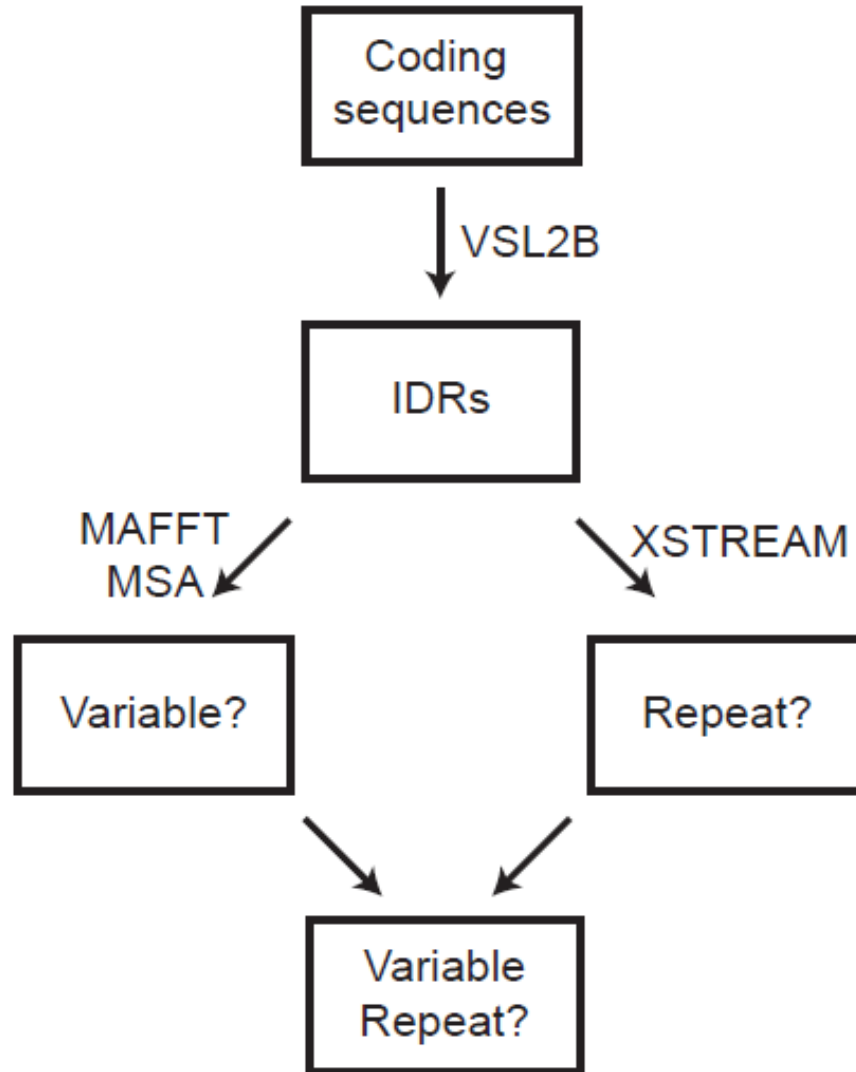 Coding
sequences
VSL2B
IDRs
MAFFT
MSA
XSTREAM
Variable?
Repeat?
Variable
Repeat?